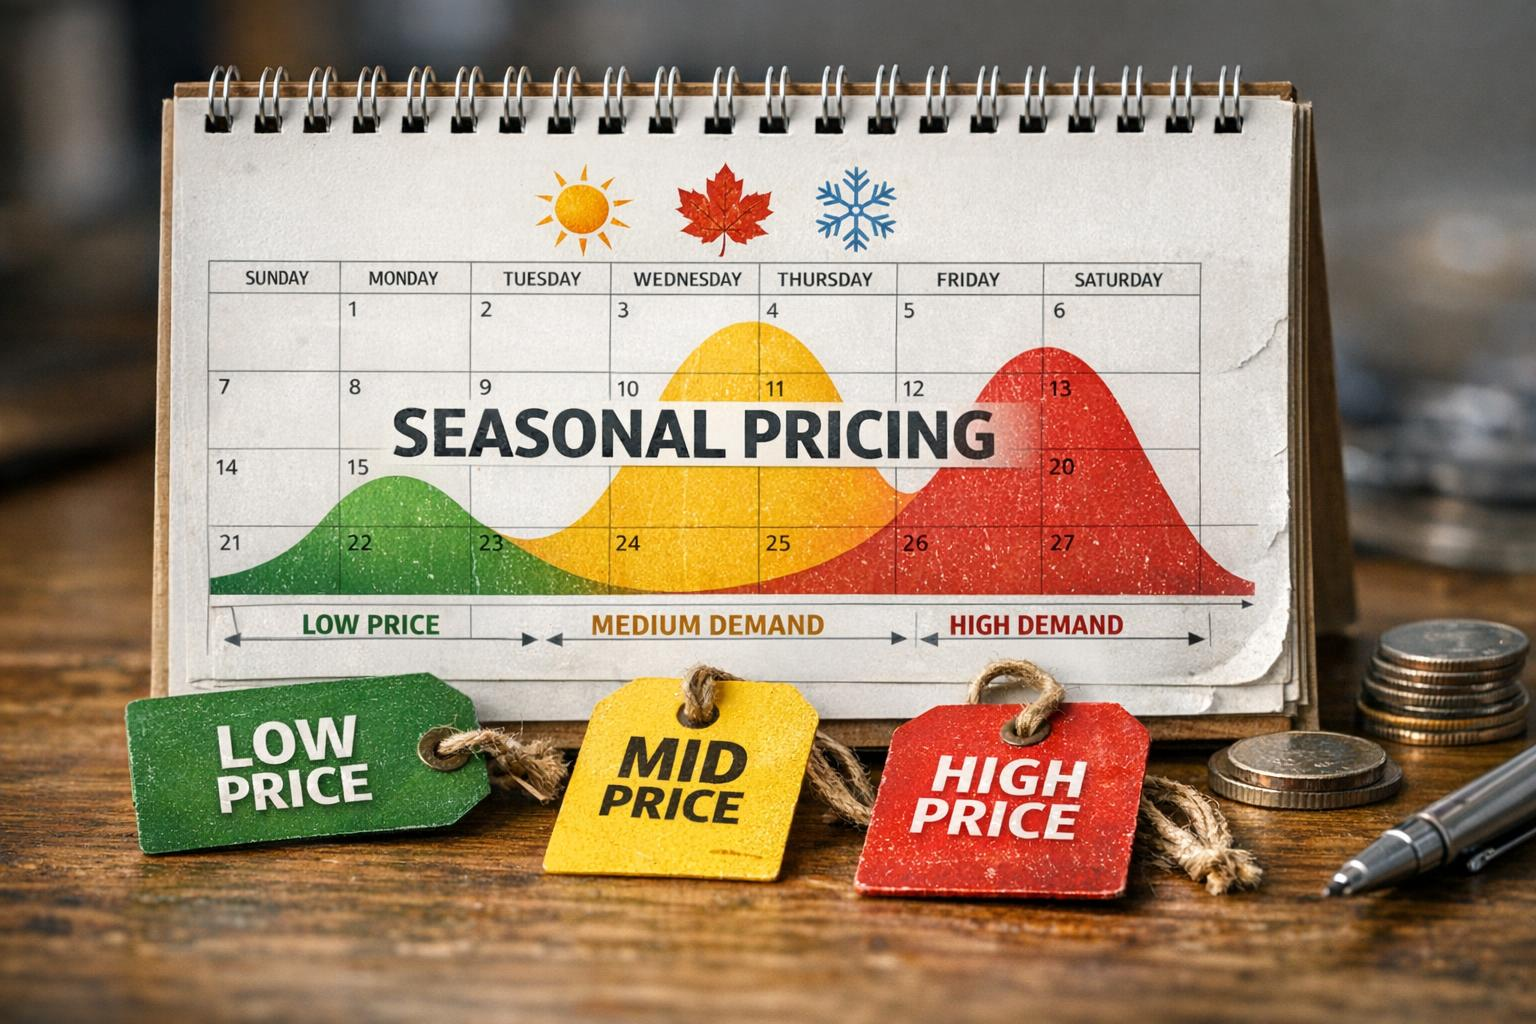 SUNDAY MONDAY TUESDAY WEDNESDAY THURSDAY FRIDAY SATURDAY
1 2 3 4 5 6
7 8 9 10 11 12 13
SEASONAL PRICING
14 15 20
21 22 23 24 25 26 27
LOW PRICE MEDIUM DEMAND HIGH DEMAND
LOW
PRICE
MID
PRICE
HIGH
PRICE